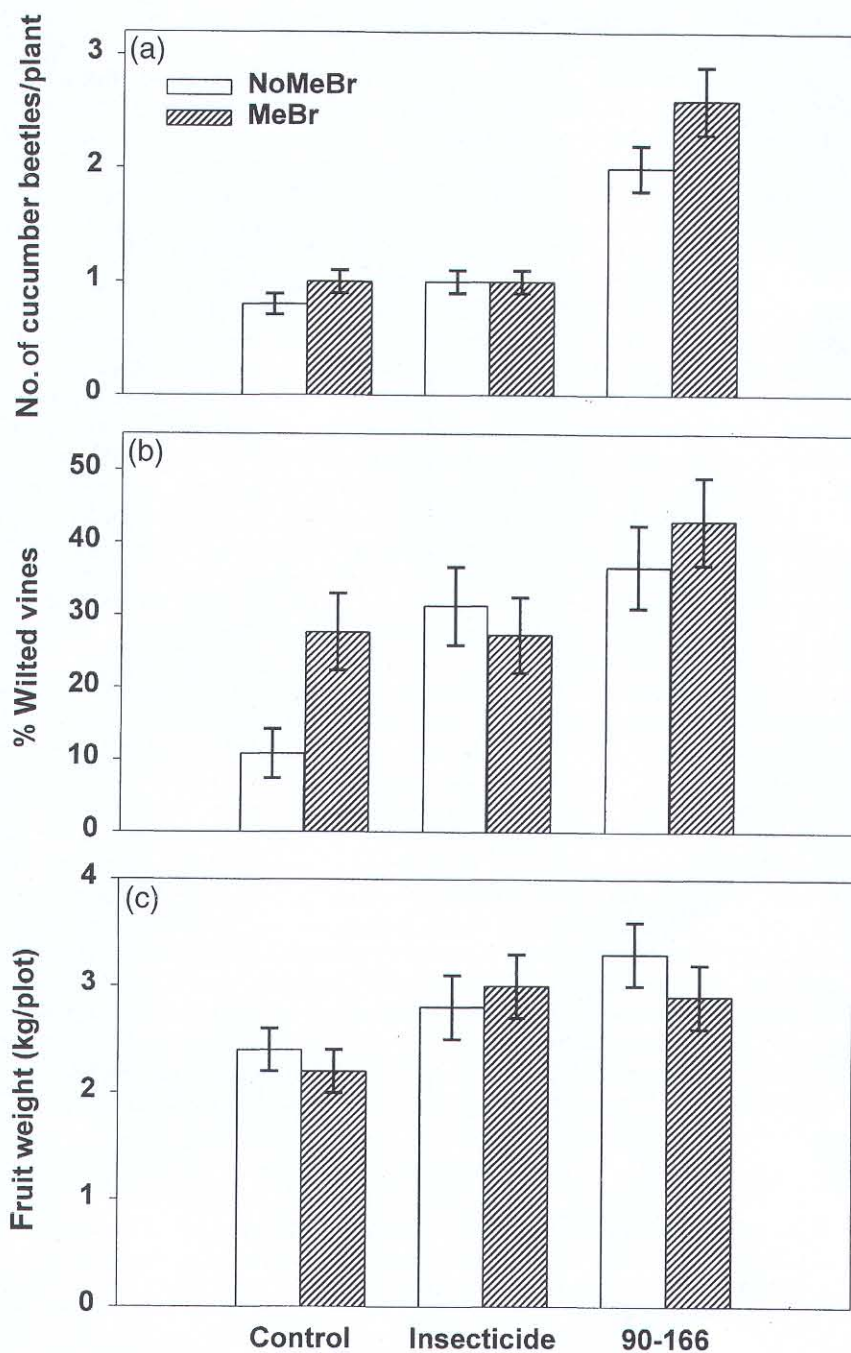 (a)
No. of cucumber beetles/plant
3
2
1
0
NoMeBr
MeBr
(b)
% Wilted vines
50
40
30
20
10
0
(c)
Fruit weight (kg/plot)
4
3
2
1
0
Control Insecticide 90-166